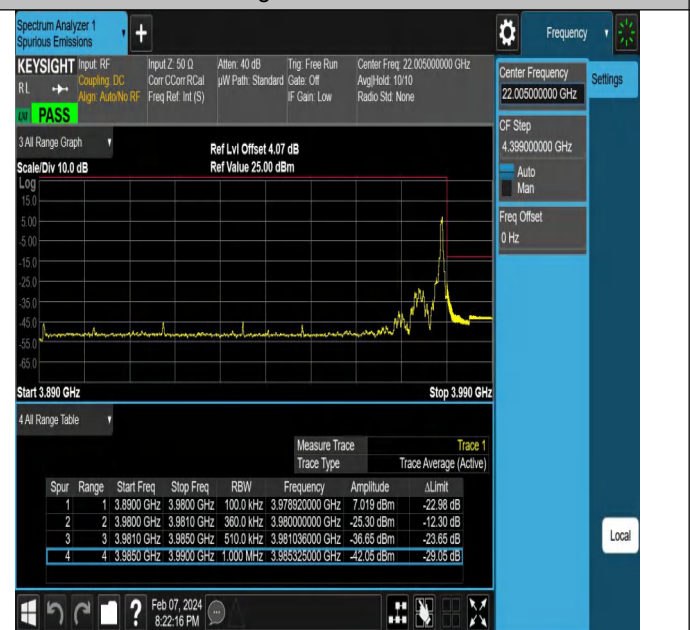 Spectrum Analyzer 1
Spurious Emissions
Frequency
KEYSIGHT Input: RF Input Z: 50 Ω Atten: 40 dB Trig: Free Run Center Freq: 22.005000000 GHz
RL Coupling: DC Corr CCorr RCal µW Path: Standard Gate: Off Avg|Hold: 10/10
Align: Auto/No RF Freq Ref: Int (S) IF Gain: Low Radio Std: None
PASS
Center Frequency
22.005000000 GHz
Settings
CF Step
4.399000000 GHz
Auto
Man
Freq Offset
0 Hz
3 All Range Graph
Ref Lvl Offset 4.07 dB
Scale/Div 10.0 dB Ref Value 25.00 dBm
Log
15.0
5.00
-5.00
-15.0
-25.0
-35.0
-45.0
-55.0
-65.0
Start 3.890 GHz Stop 3.990 GHz
4 All Range Table
Measure Trace Trace 1
Trace Type Trace Average (Active)
Spur Range Start Freq Stop Freq RBW Frequency Amplitude ΔLimit
1 1 3.8900 GHz 3.9800 GHz 100.0 kHz 3.978920000 GHz 7.019 dBm -22.98 dB
2 2 3.9800 GHz 3.9810 GHz 360.0 kHz 3.980000000 GHz -25.30 dBm -12.30 dB
3 3 3.9810 GHz 3.9850 GHz 510.0 kHz 3.981036000 GHz -36.65 dBm -23.65 dB
4 4 3.9850 GHz 3.9900 GHz 1.000 MHz 3.985325000 GHz -42.05 dBm -29.05 dB
Local
Feb 07, 2024
8:22:16 PM